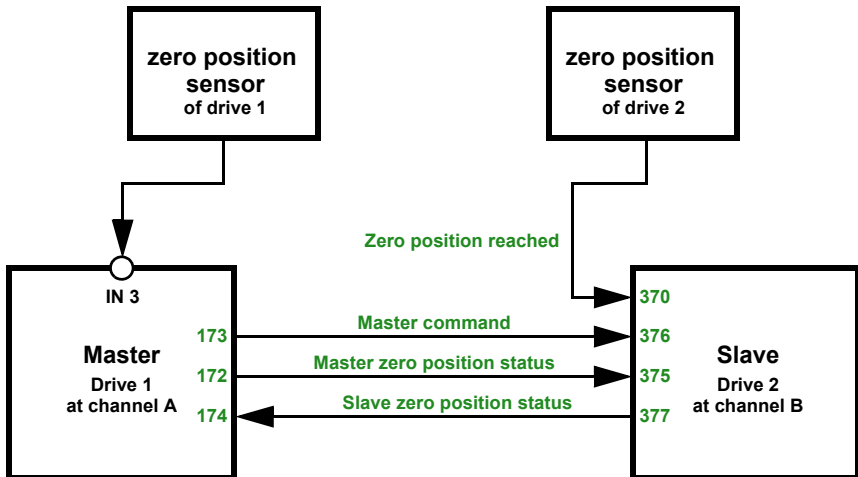 zero position
sensor
of drive 1
zero position
sensor
of drive 2
Zero position reached
IN 3
370
173
Master command
376
Master
Drive 1
at channel A
172
Master zero position status
375
Slave
Drive 2
at channel B
174
Slave zero position status
377